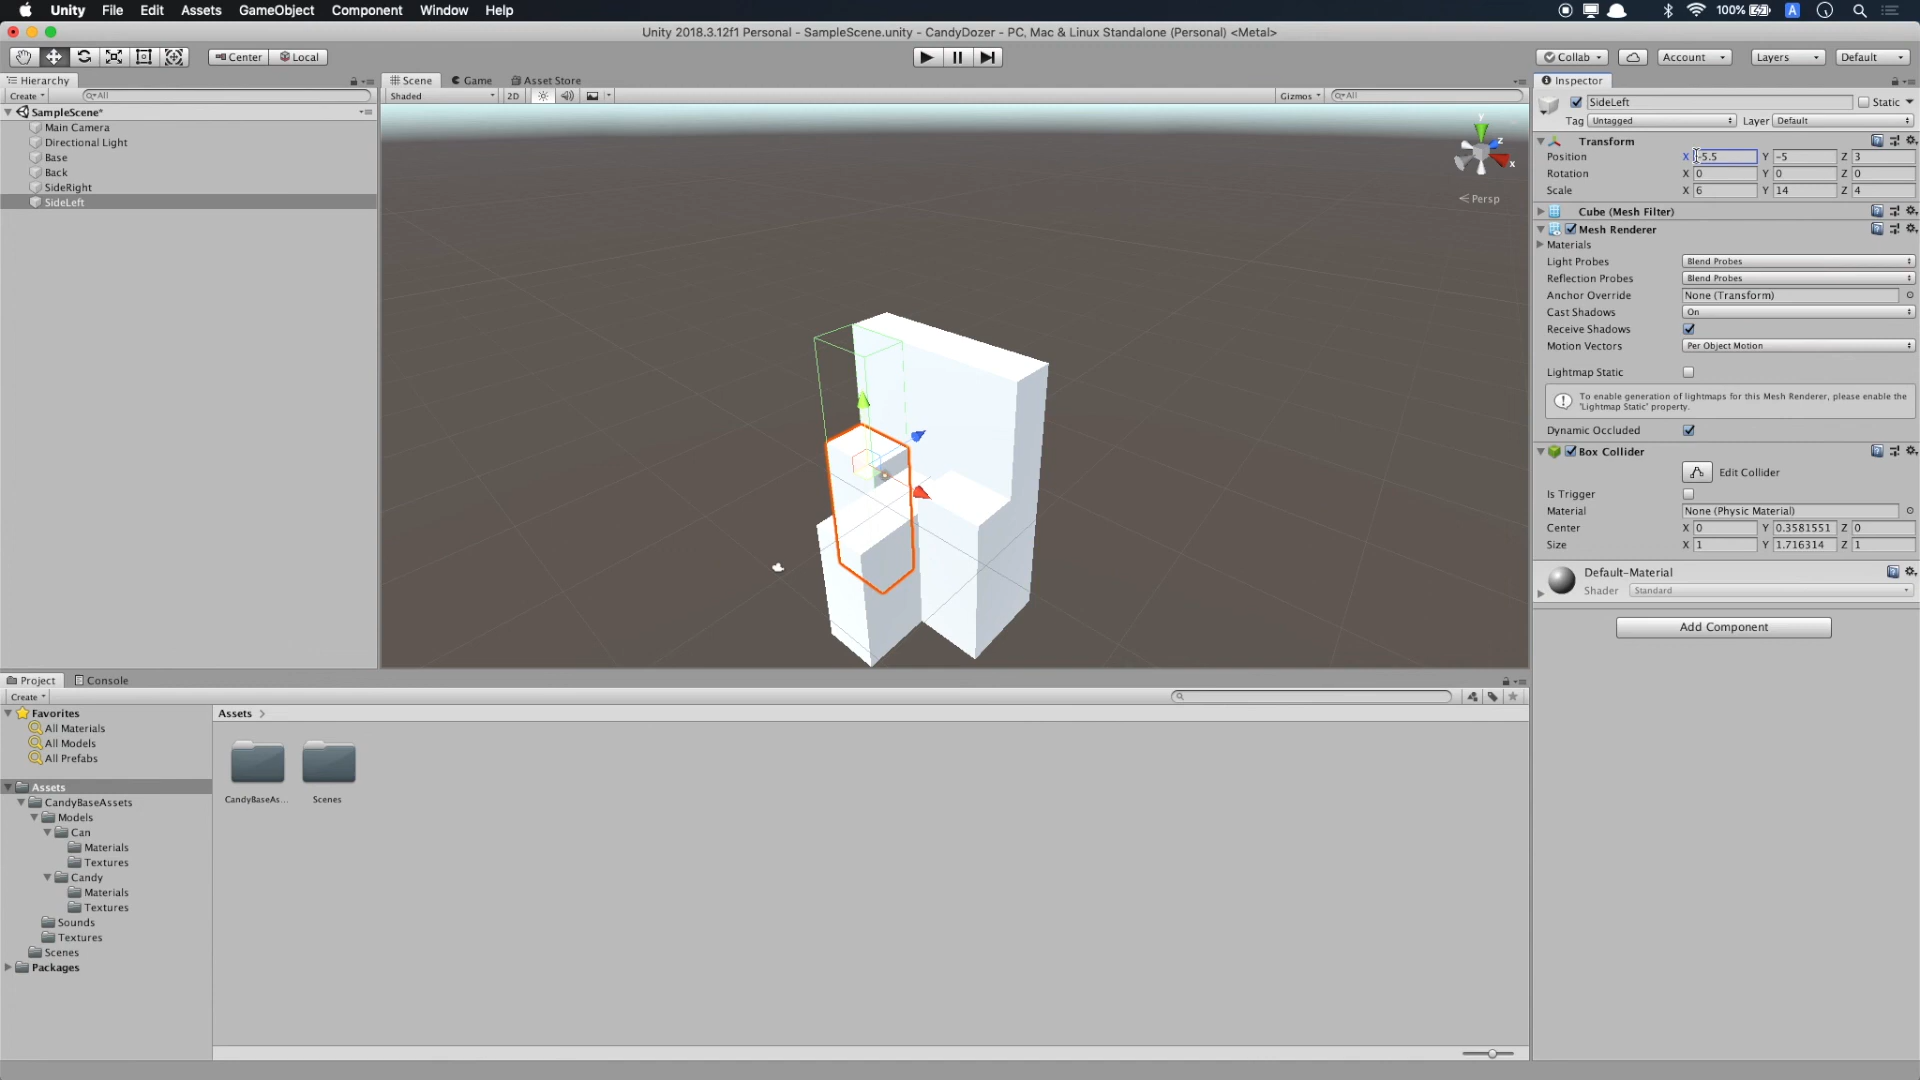 Unity File Edit Assets GameObject Component Window Help 100% A
Unity 2018.3.12f1 Personal - SampleScene.unity - CandyDozer - PC, Mac & Linux Standalone (Personal) <Metal>
Center Local Collab Account Layers Default
Hierarchy
Create All
SampleScene*
Main Camera
Directional Light
Base
Back
SideRight
SideLeft
Scene Game Asset Store
Shaded 2D Gizmos All
y
z
x
Persp
Inspector
SideLeft Static
Tag Untagged Layer Default
Transform
Position X -5.5 Y -5 Z 3
Rotation X 0 Y 0 Z 0
Scale X 6 Y 14 Z 4
Cube (Mesh Filter)
Mesh Renderer
Materials
Light Probes Blend Probes
Reflection Probes Blend Probes
Anchor Override None (Transform)
Cast Shadows On
Receive Shadows
Motion Vectors Per Object Motion
Lightmap Static
To enable generation of lightmaps for this Mesh Renderer, please enable the
'Lightmap Static' property.
Dynamic Occluded
Box Collider
Edit Collider
Is Trigger
Material None (Physic Material)
Center X 0 Y 0.3581551 Z 0
Size X 1 Y 1.716314 Z 1
Default-Material
Shader Standard
Add Component
Project Console
Create
Favorites
All Materials
All Models
All Prefabs
Assets
CandyBaseAssets
Models
Can
Materials
Textures
Candy
Materials
Textures
Sounds
Textures
Scenes
Packages
Assets
CandyBaseAs... Scenes